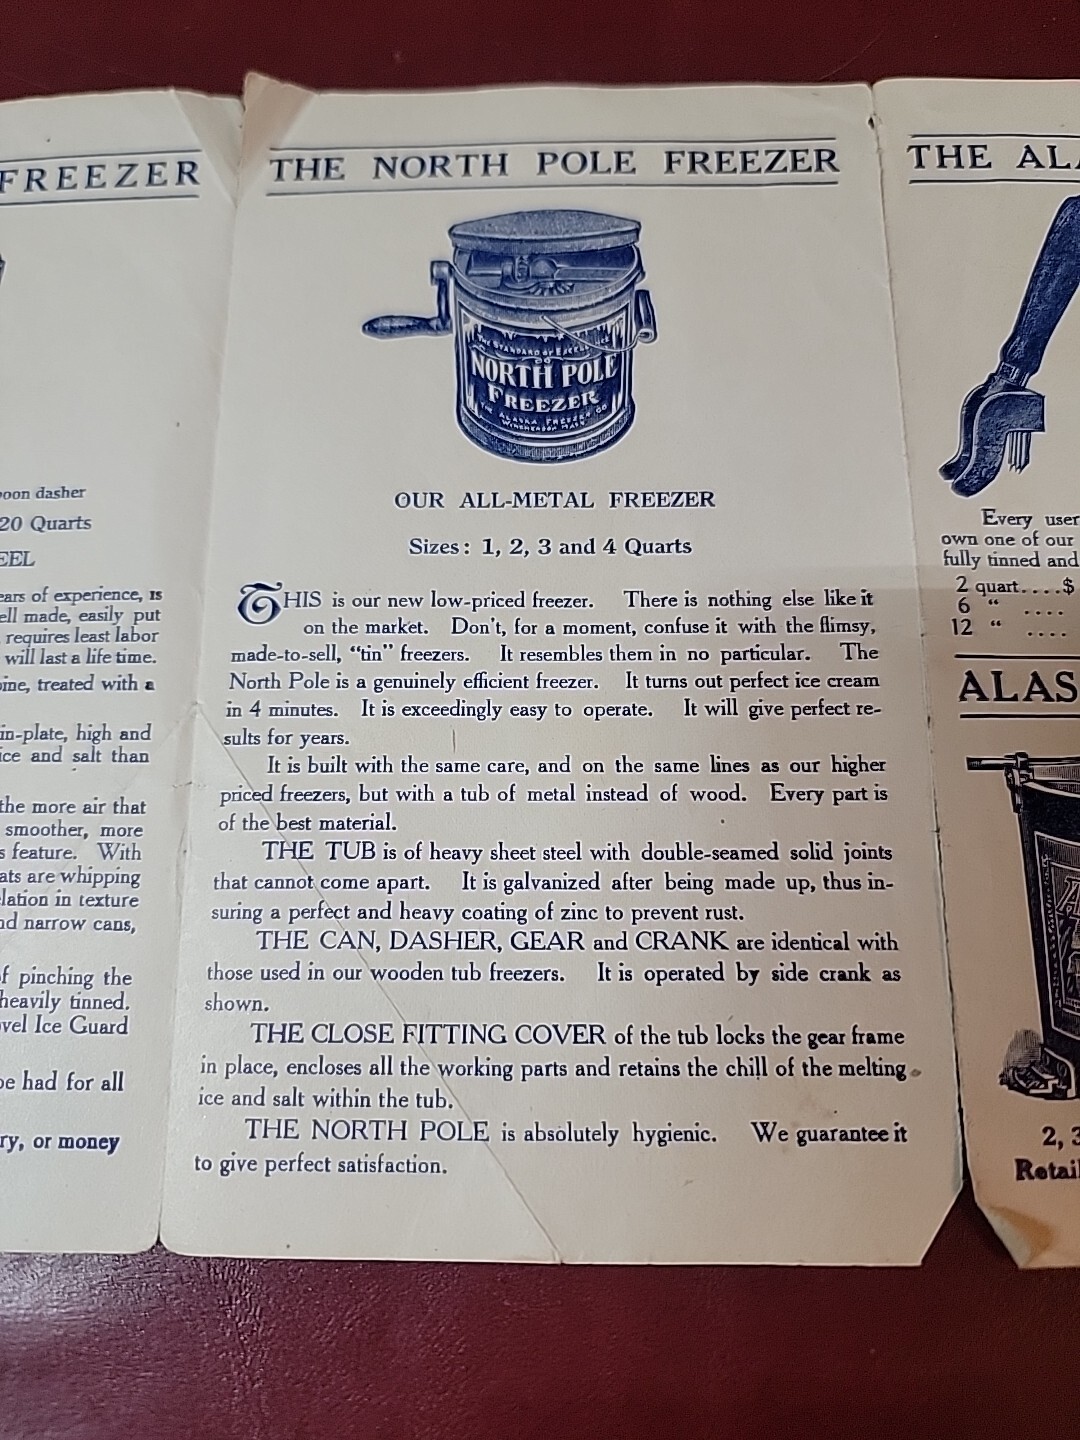 FREEZER
oon dasher
20 Quarts
EEL
ears of experience, is
ell made, easily put
requires least labor
will last a life time.
ine, treated with a
in-plate, high and
ice and salt than
the more air that
smoother, more
s feature. With
ats are whipping
lation in texture
nd narrow cans,
of pinching the
heavily tinned.
vel Ice Guard
be had for all
ry, or money
THE NORTH POLE FREEZER
THE STANDARD OF EXCELLENCE
NORTH POLE
FREEZER
THE ALASKA FREEZER CO
WINCHENDON MASS.
OUR ALL-METAL FREEZER
Sizes: 1, 2, 3 and 4 Quarts
THIS is our new low-priced freezer. There is nothing else like it
on the market. Don't, for a moment, confuse it with the flimsy,
made-to-sell, "tin" freezers. It resembles them in no particular. The
North Pole is a genuinely efficient freezer. It turns out perfect ice cream
in 4 minutes. It is exceedingly easy to operate. It will give perfect re-
sults for years.
It is built with the same care, and on the same lines as our higher
priced freezers, but with a tub of metal instead of wood. Every part is
of the best material.
THE TUB is of heavy sheet steel with double-seamed solid joints
that cannot come apart. It is galvanized after being made up, thus in-
suring a perfect and heavy coating of zinc to prevent rust.
THE CAN, DASHER, GEAR and CRANK are identical with
those used in our wooden tub freezers. It is operated by side crank as
shown.
THE CLOSE FITTING COVER of the tub locks the gear frame
in place, encloses all the working parts and retains the chill of the melting
ice and salt within the tub.
THE NORTH POLE is absolutely hygienic. We guarantee it
to give perfect satisfaction.
THE ALA
Every user
own one of our
fully tinned and
2 quart....$
6 " ....
12 " ....
ALAS
2, 3
Retail